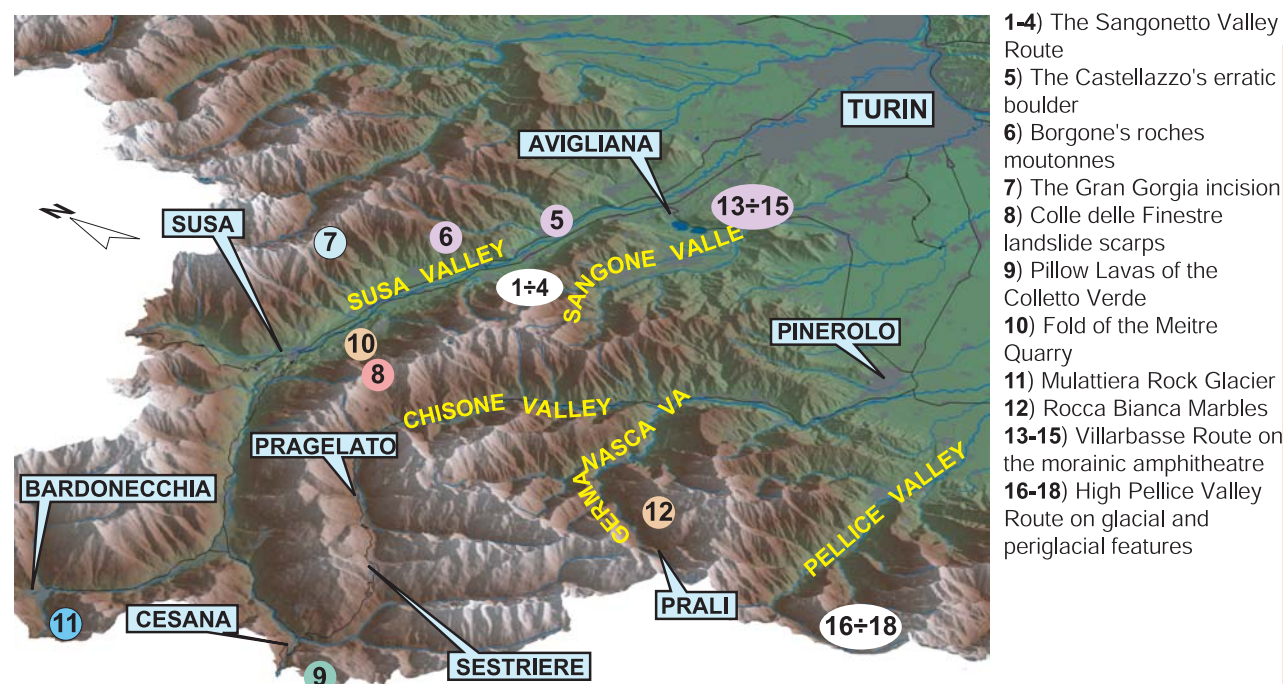 TURIN
AVIGLIANA
13÷15
N
SUSA
5
6
7
SUSA VALLEY
SANGONE VALLE
1÷4
PINEROLO
10
8
CHISONE VALLEY
GERMANASCA VA
PRAGELATO
BARDONECCHIA
PELLICE VALLEY
12
PRALI
11
CESANA
16÷18
SESTRIERE
9
1-4) The Sangonetto Valley
Route
5) The Castellazzo's erratic
boulder
6) Borgone's roches
moutonnes
7) The Gran Gorgia incision
8) Colle delle Finestre
landslide scarps
9) Pillow Lavas of the
Colletto Verde
10) Fold of the Meitre
Quarry
11) Mulattiera Rock Glacier
12) Rocca Bianca Marbles
13-15) Villarbasse Route on
the morainic amphitheatre
16-18) High Pellice Valley
Route on glacial and
periglacial features